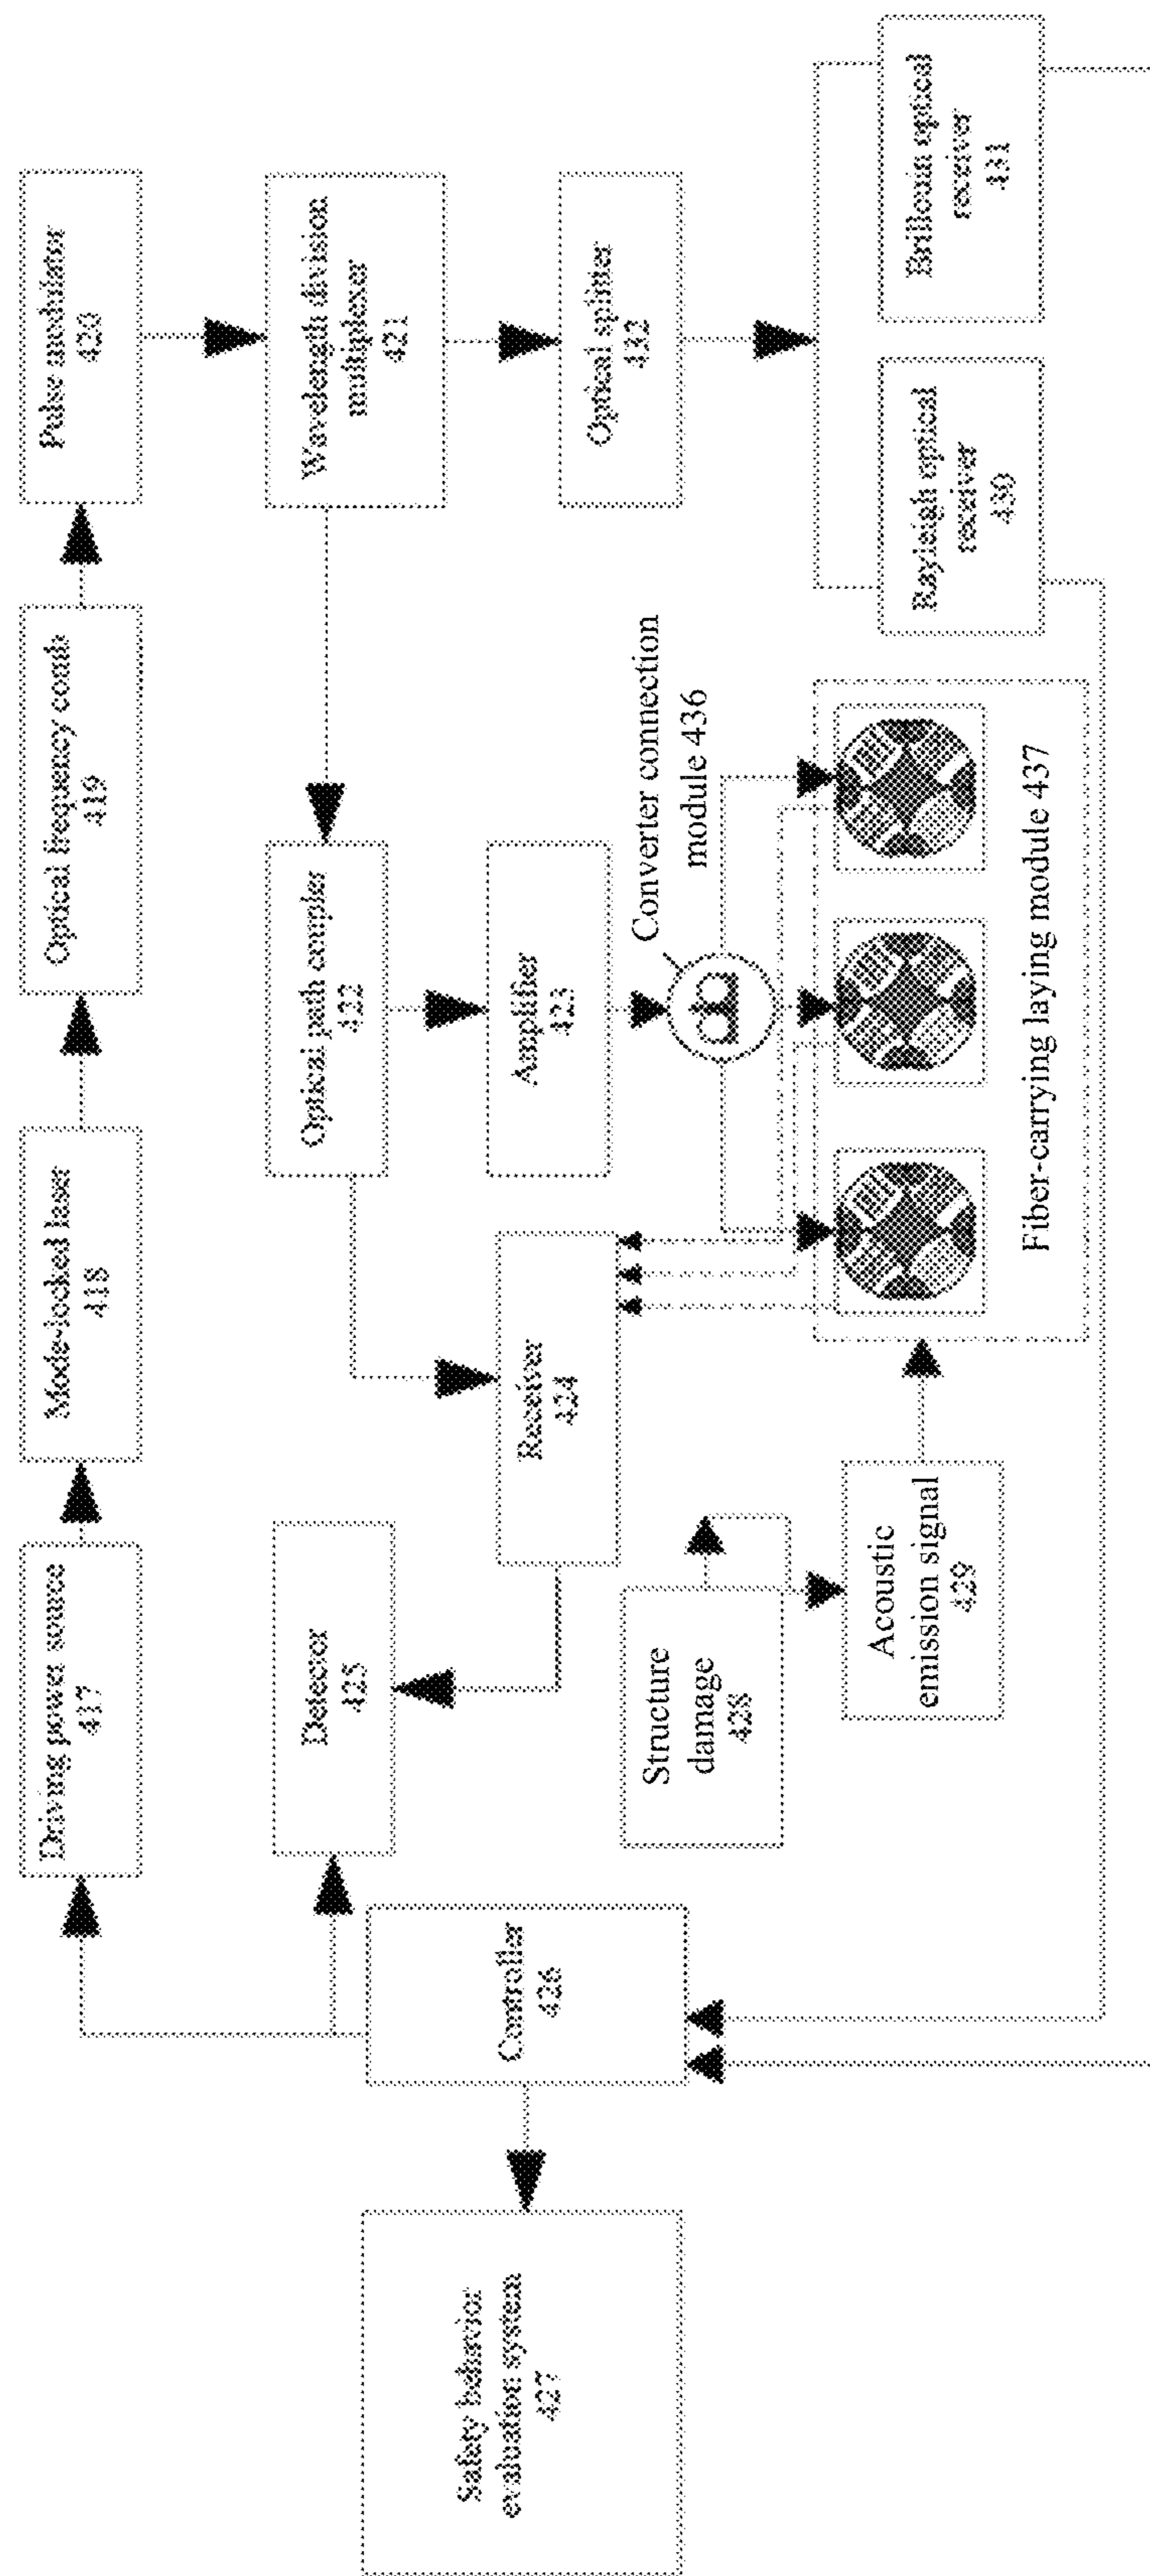 Driving power source
417
Mode-locked laser
418
Optical frequency comb
419
Pulse modulator
420
Detector
425
Optical path coupler
422
Wavelength division
multiplexer
421
Safety behavior
evaluation system
427
Controller
426
Receiver
424
Amplifier
423
Optical splitter
432
Structure
damage
428
Converter connection
module 436
Acoustic
emission signal
429
Fiber-carrying laying module 437
Rayleigh optical
receiver
430
Brillouin optical
receiver
431